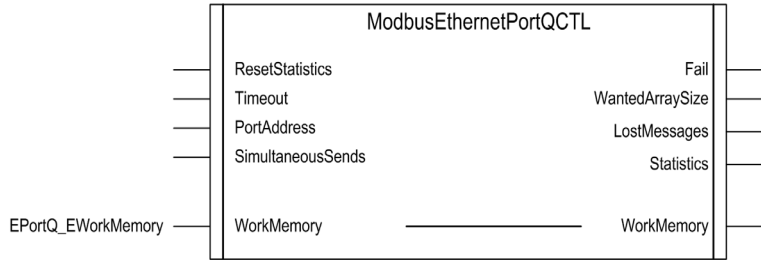 ModbusEthernetPortQCTL
ResetStatistics Fail
Timeout WantedArraySize
PortAddress LostMessages
SimultaneousSends Statistics
EPortQ_EWorkMemory WorkMemory WorkMemory